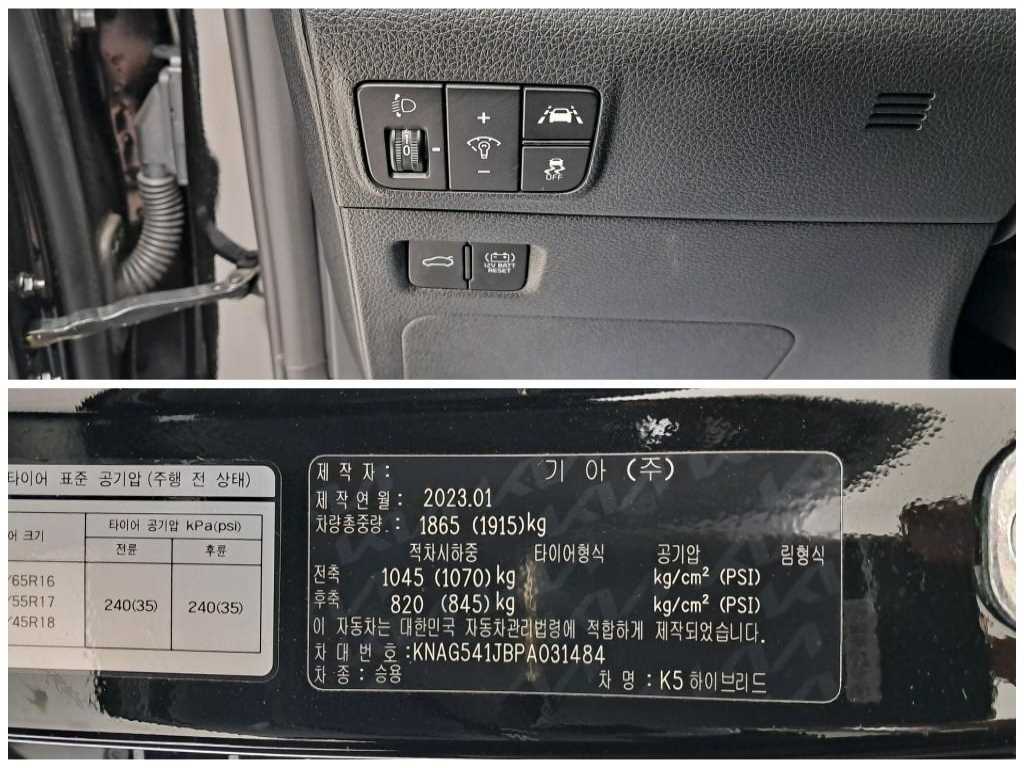 0
+
−
OFF
12V BATT
RESET
타이어 표준 공기압 (주행 전 상태)
타이어 공기압 kPa(psi)
크기
전륜 후륜
/65R16
/55R17
/45R18
240(35) 240(35)
제작자 : 기아 (주)
제작연월 : 2023.01
차량총중량 : 1865 (1915)kg
적차시하중 타이어형식 공기압 림형식
전축 1045 (1070)kg kg/cm² (PSI)
후축 820 (845)kg kg/cm² (PSI)
이 자동차는 대한민국 자동차관리법령에 적합하게 제작되었습니다.
차대번호 : KNAG541JBPA031484
차종 : 승용 차명 : K5 하이브리드